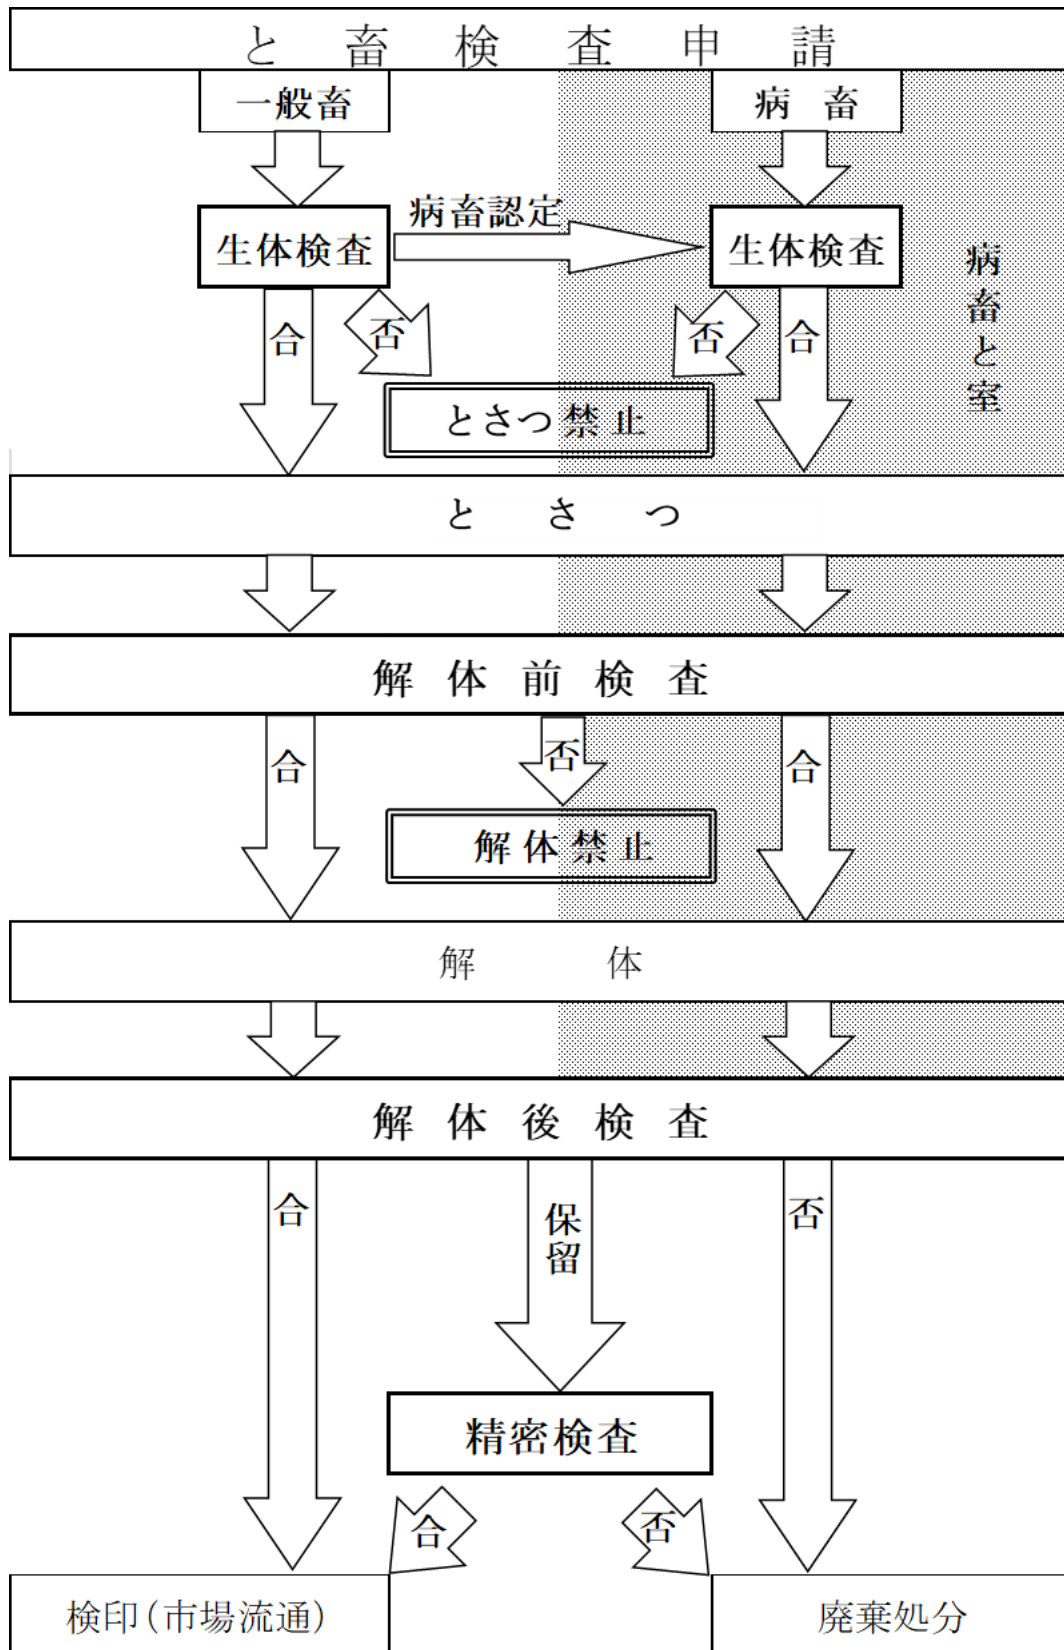 と畜検査申請
一般畜
病畜
病畜認定
生体検査
生体検査
病畜と室
合
否
否
合
とさつ禁止
とさつ
解体前検査
合
否
合
解体禁止
解体
解体後検査
合
保留
否
精密検査
合
否
検印(市場流通)
廃棄処分